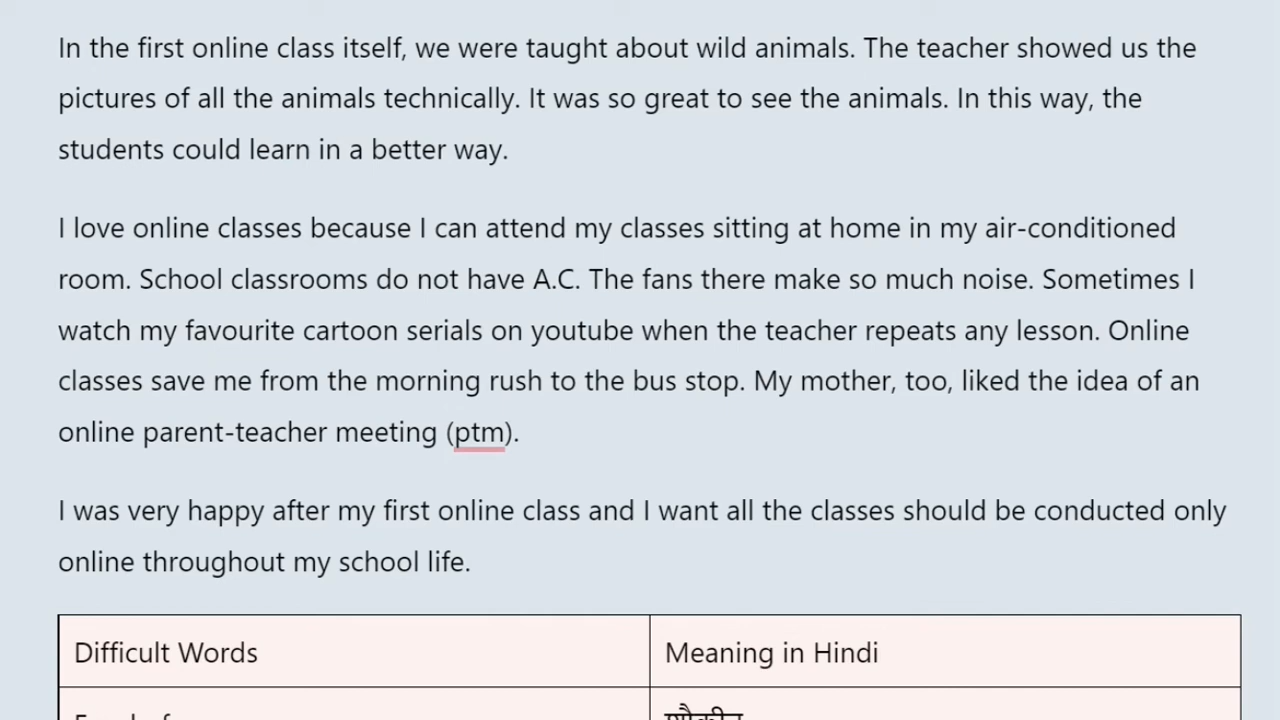 In the first online class itself, we were taught about wild animals. The teacher showed us the
pictures of all the animals technically. It was so great to see the animals. In this way, the
students could learn in a better way.
I love online classes because I can attend my classes sitting at home in my air-conditioned
room. School classrooms do not have A.C. The fans there make so much noise. Sometimes I
watch my favourite cartoon serials on youtube when the teacher repeats any lesson. Online
classes save me from the morning rush to the bus stop. My mother, too, liked the idea of an
online parent-teacher meeting (ptm).
I was very happy after my first online class and I want all the classes should be conducted only
online throughout my school life.
Difficult Words
Meaning in Hindi